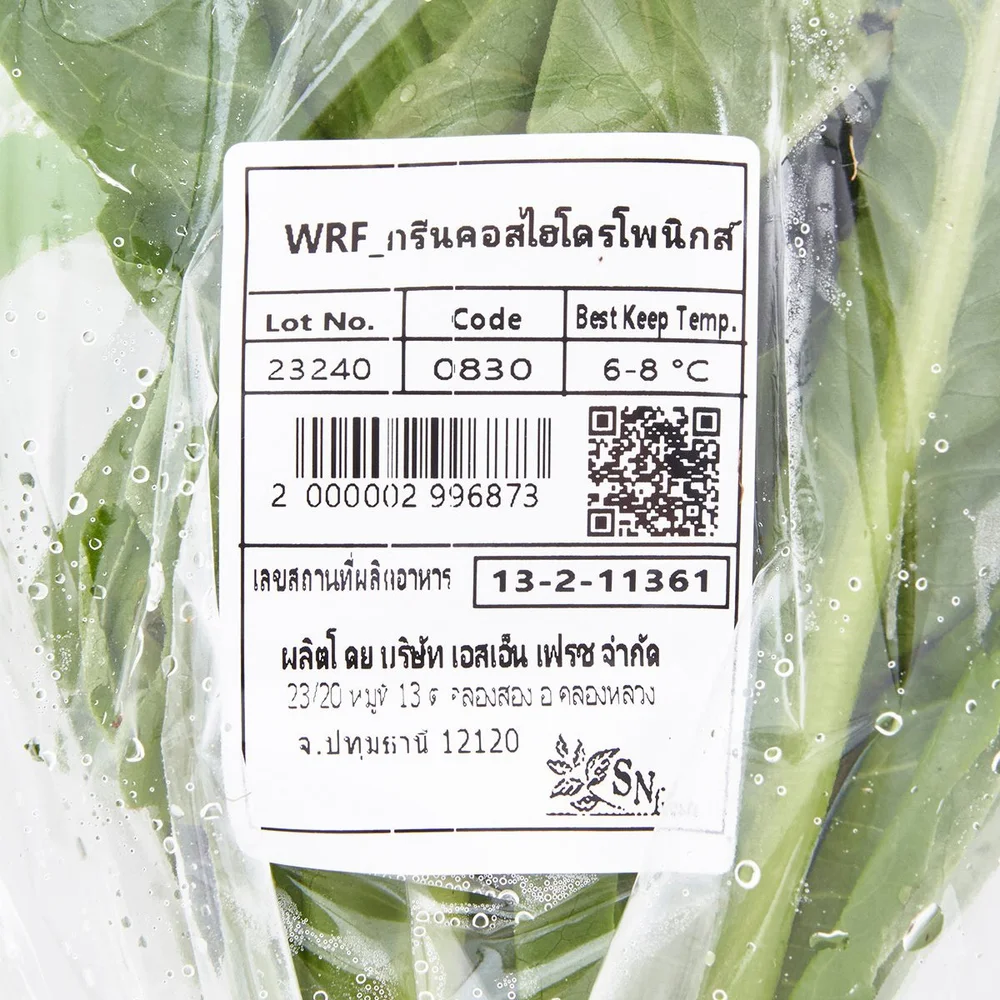 WRF_กรีนคอสไฮโดรโพนิกส์
Lot No. Code Best Keep Temp.
23240 0830 6-8 °C
2 000002 996873
เลขสถานที่ผลิตอาหาร 13-2-11361
ผลิตโดย บริษัท เอสเอ็น เฟรช จำกัด
23/20 หมู่ที่ 13 ต คลองสอง อ คลองหลวง
จ.ปทุมธานี 12120